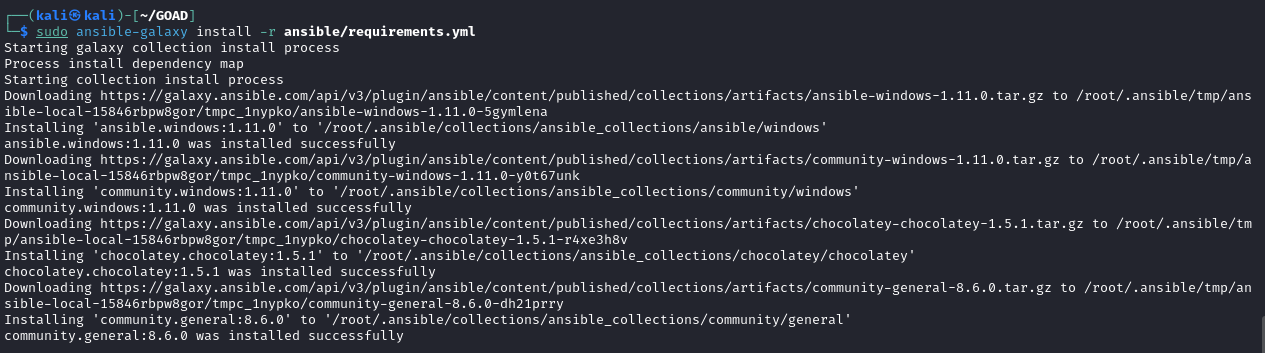 ┌──(kali㉿kali)-[~/GOAD]
└─$ sudo ansible-galaxy install -r ansible/requirements.yml
Starting galaxy collection install process
Process install dependency map
Starting collection install process
Downloading https://galaxy.ansible.com/api/v3/plugin/ansible/content/published/collections/artifacts/ansible-windows-1.11.0.tar.gz to /root/.ansible/tmp/ans
ible-local-15846rbpw8gor/tmpc_1nypko/ansible-windows-1.11.0-5gymlena
Installing 'ansible.windows:1.11.0' to '/root/.ansible/collections/ansible_collections/ansible/windows'
ansible.windows:1.11.0 was installed successfully
Downloading https://galaxy.ansible.com/api/v3/plugin/ansible/content/published/collections/artifacts/community-windows-1.11.0.tar.gz to /root/.ansible/tmp/a
nsible-local-15846rbpw8gor/tmpc_1nypko/community-windows-1.11.0-y0t67unk
Installing 'community.windows:1.11.0' to '/root/.ansible/collections/ansible_collections/community/windows'
community.windows:1.11.0 was installed successfully
Downloading https://galaxy.ansible.com/api/v3/plugin/ansible/content/published/collections/artifacts/chocolatey-chocolatey-1.5.1.tar.gz to /root/.ansible/tm
p/ansible-local-15846rbpw8gor/tmpc_1nypko/chocolatey-chocolatey-1.5.1-r4xe3h8v
Installing 'chocolatey.chocolatey:1.5.1' to '/root/.ansible/collections/ansible_collections/chocolatey/chocolatey'
chocolatey.chocolatey:1.5.1 was installed successfully
Downloading https://galaxy.ansible.com/api/v3/plugin/ansible/content/published/collections/artifacts/community-general-8.6.0.tar.gz to /root/.ansible/tmp/an
sible-local-15846rbpw8gor/tmpc_1nypko/community-general-8.6.0-dh21prry
Installing 'community.general:8.6.0' to '/root/.ansible/collections/ansible_collections/community/general'
community.general:8.6.0 was installed successfully